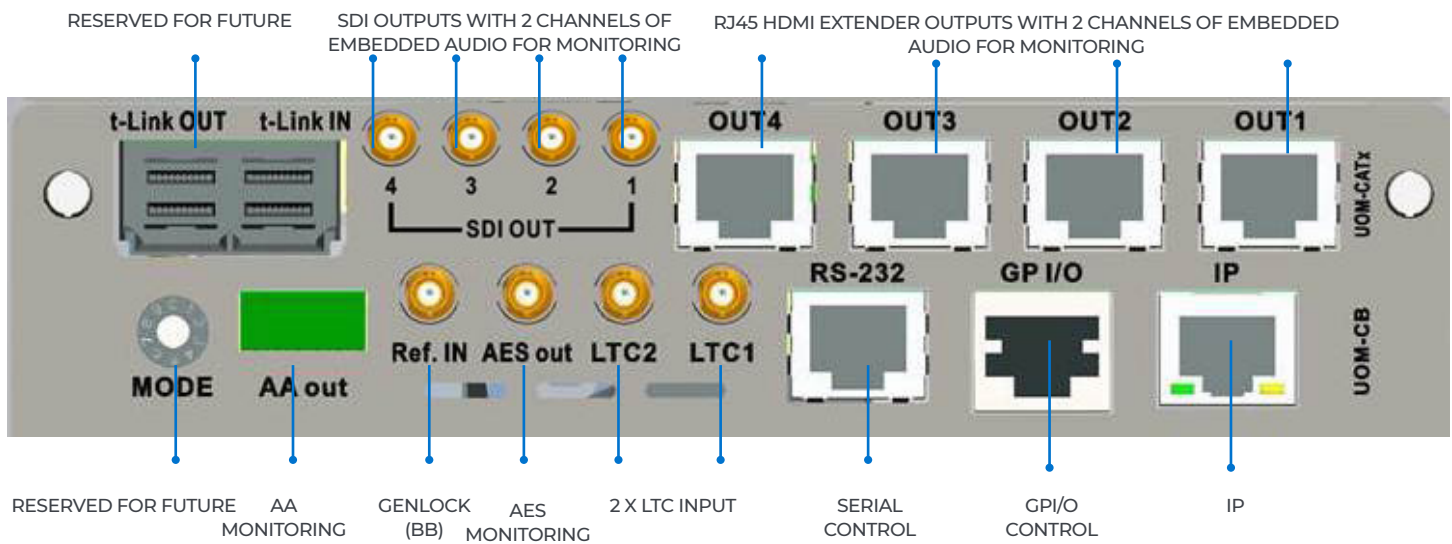 RESERVED FOR FUTURE
SDI OUTPUTS WITH 2 CHANNELS OF
EMBEDDED AUDIO FOR MONITORING
RJ45 HDMI EXTENDER OUTPUTS WITH 2 CHANNELS OF EMBEDDED
AUDIO FOR MONITORING
t-Link OUT
t-Link IN
OUT4
OUT3
OUT2
OUT1
4
3
2
1
SDI OUT
UOM-CATx
RS-232
GP I/O
IP
MODE
AA out
Ref. IN
AES out
LTC2
LTC1
UOM-CB
RESERVED FOR FUTURE
AA
MONITORING
GENLOCK
(BB)
AES
MONITORING
2 X LTC INPUT
SERIAL
CONTROL
GPI/O
CONTROL
IP